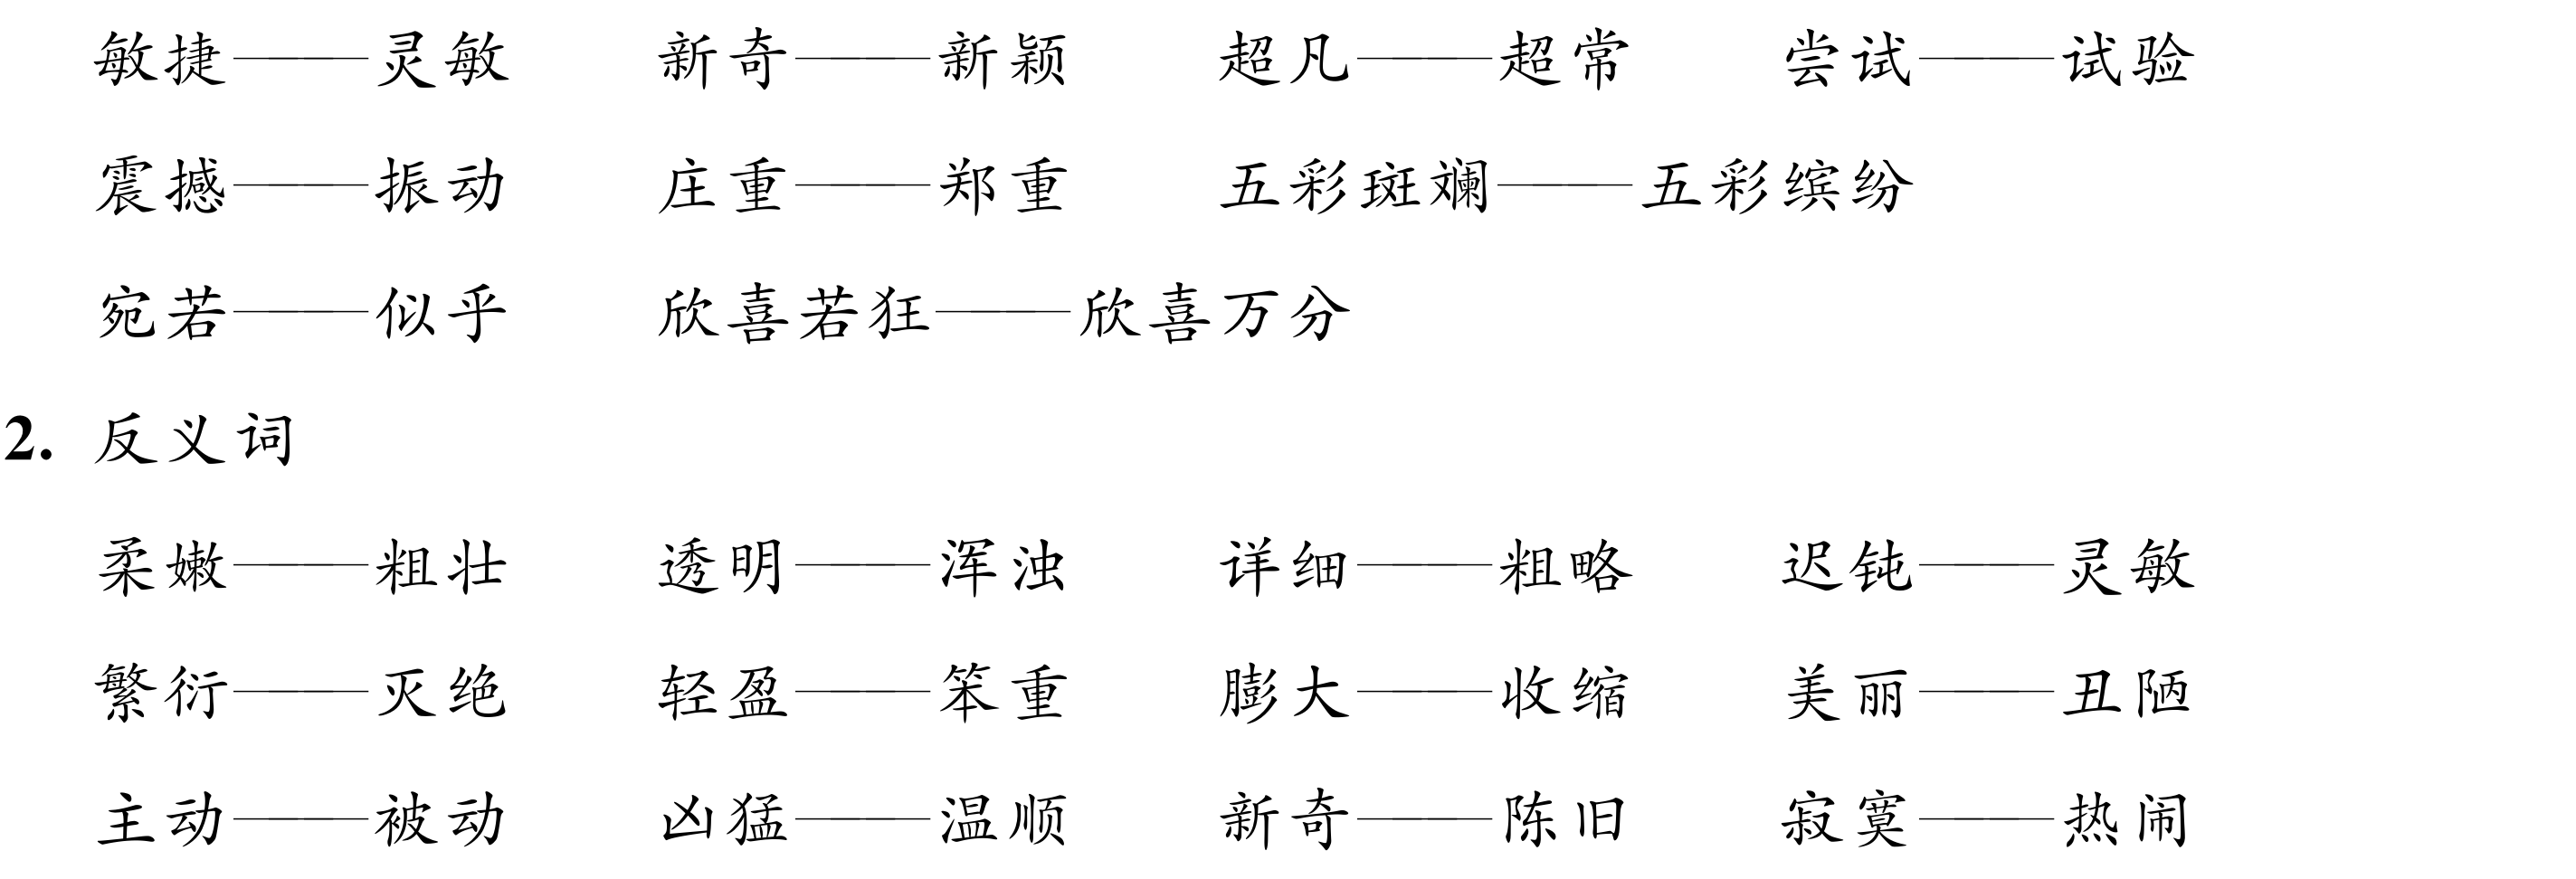 敏捷——灵敏 新奇——新颖 超凡——超常 尝试——试验
震撼——振动 庄重——郑重 五彩斑斓——五彩缤纷
宛若——似乎 欣喜若狂——欣喜万分
2. 反义词
柔嫩——粗壮 透明——浑浊 详细——粗略 迟钝——灵敏
繁衍——灭绝 轻盈——笨重 膨大——收缩 美丽——丑陋
主动——被动 凶猛——温顺 新奇——陈旧 寂寞——热闹